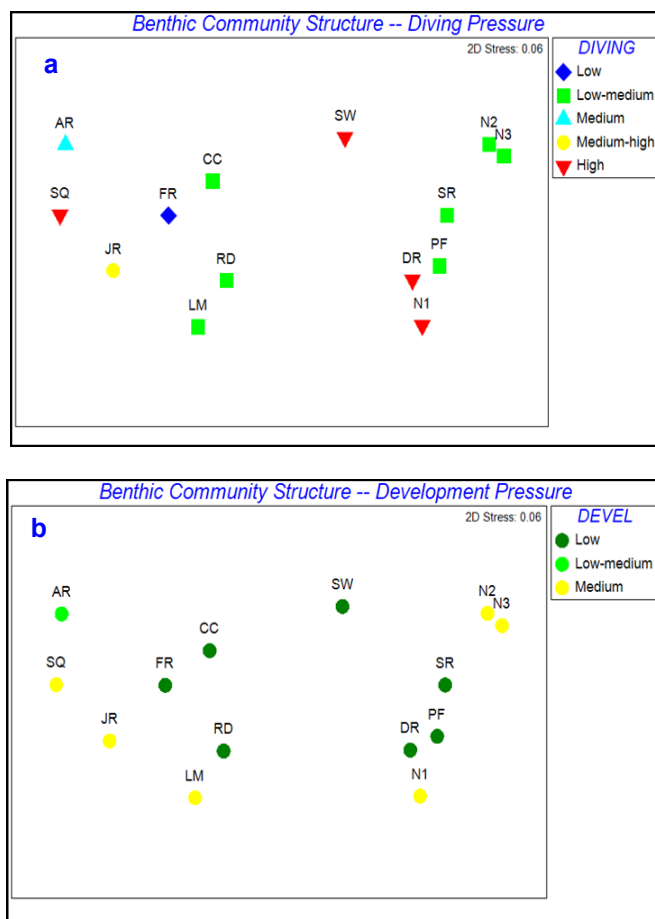 Benthic Community Structure -- Diving Pressure
a
2D Stress: 0.06
DIVING
Low
Low-medium
Medium
Medium-high
High
AR
SW
N2
N3
CC
SQ
FR
SR
JR
RD
DR
PF
LM
N1
Benthic Community Structure -- Development Pressure
b
2D Stress: 0.06
DEVEL
Low
Low-medium
Medium
AR
SW
N2
N3
CC
SQ
FR
SR
JR
RD
DR
PF
LM
N1